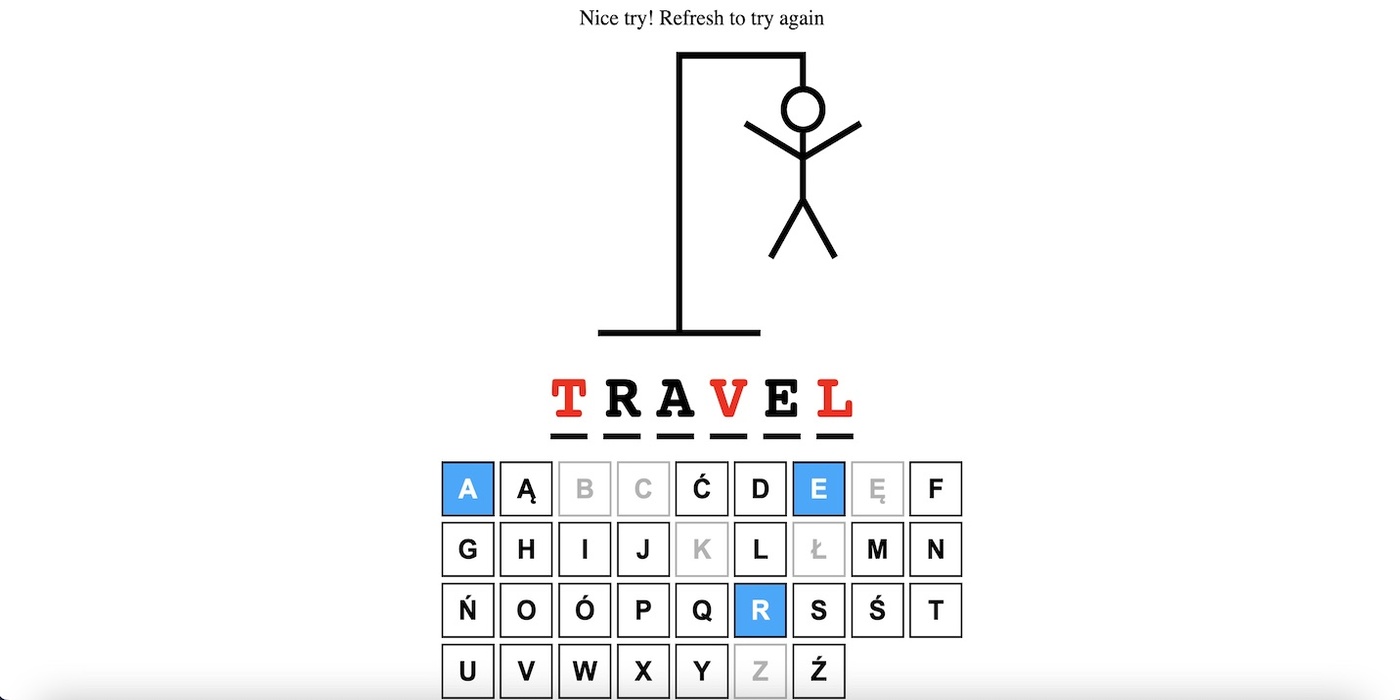 Nice try! Refresh to try again
TRAVEL
A Ą B C Ć D E Ę F
G H I J K L Ł M N
Ń O Ó P Q R S Ś T
U V W X Y Z Ź